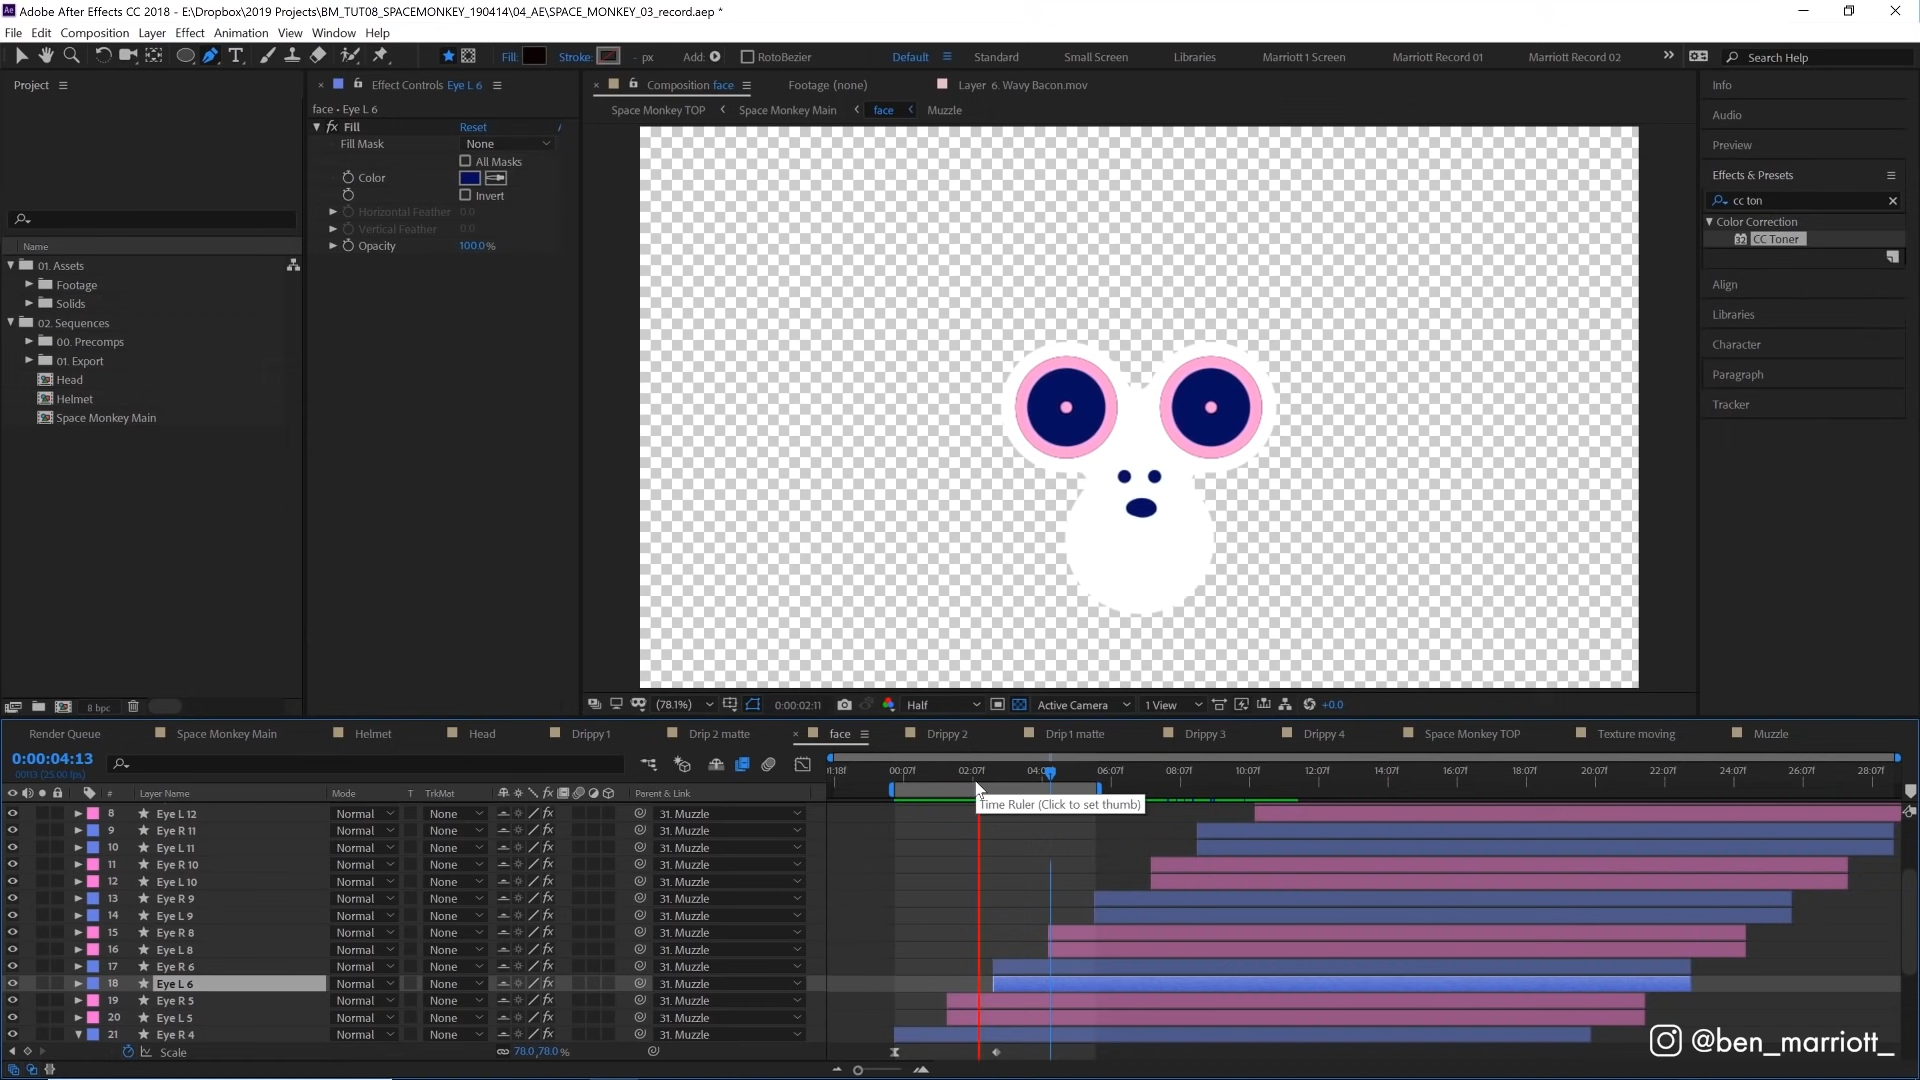 Adobe After Effects CC 2018 - E:\Dropbox\2019 Projects\BM_TUT08_SPACEMONKEY_190414\04_AE\SPACE_MONKEY_03_record.aep *
File Edit Composition Layer Effect Animation View Window Help
Fill: Stroke: - px Add: RotoBezier Default Standard Small Screen Libraries Marriott 1 Screen Marriott Record 01 Marriott Record 02 Search Help
Project
Effect Controls Eye L 6
face • Eye L 6
Fill Reset
Fill Mask None
All Masks
Color
Invert
Horizontal Feather 0.0
Vertical Feather 0.0
Opacity 100.0%
Name
01. Assets
Footage
Solids
02. Sequences
00. Precomps
01. Export
Head
Helmet
Space Monkey Main
8 bpc
Composition face Footage (none) Layer 6. Wavy Bacon.mov
Space Monkey TOP Space Monkey Main face Muzzle
(78.1%) 0:00:02:11 Half Active Camera 1 View +0.0
Info
Audio
Preview
Effects & Presets
cc ton
Color Correction
32 CC Toner
Align
Libraries
Character
Paragraph
Tracker
Render Queue Space Monkey Main Helmet Head Drippy 1 Drip 2 matte face Drippy 2 Drip 1 matte Drippy 3 Drippy 4 Space Monkey TOP Texture moving Muzzle
0:00:04:13
00113 (25.00 fps)
00:07f 02:07f 06:07f 08:07f 10:07f 12:07f 14:07f 16:07f 18:07f 20:07f 22:07f 24:07f 26:07f 28:07f
# Layer Name Mode T TrkMat Parent & Link
Time Ruler (Click to set thumb)
8 Eye L 12 Normal None 31. Muzzle
9 Eye R 11 Normal None 31. Muzzle
10 Eye L 11 Normal None 31. Muzzle
11 Eye R 10 Normal None 31. Muzzle
12 Eye L 10 Normal None 31. Muzzle
13 Eye R 9 Normal None 31. Muzzle
14 Eye L 9 Normal None 31. Muzzle
15 Eye R 8 Normal None 31. Muzzle
16 Eye L 8 Normal None 31. Muzzle
17 Eye R 6 Normal None 31. Muzzle
18 Eye L 6 Normal None 31. Muzzle
19 Eye R 5 Normal None 31. Muzzle
20 Eye L 5 Normal None 31. Muzzle
21 Eye R 4 Normal None 31. Muzzle
Scale 78.0,78.0 %
@ben_marriott_